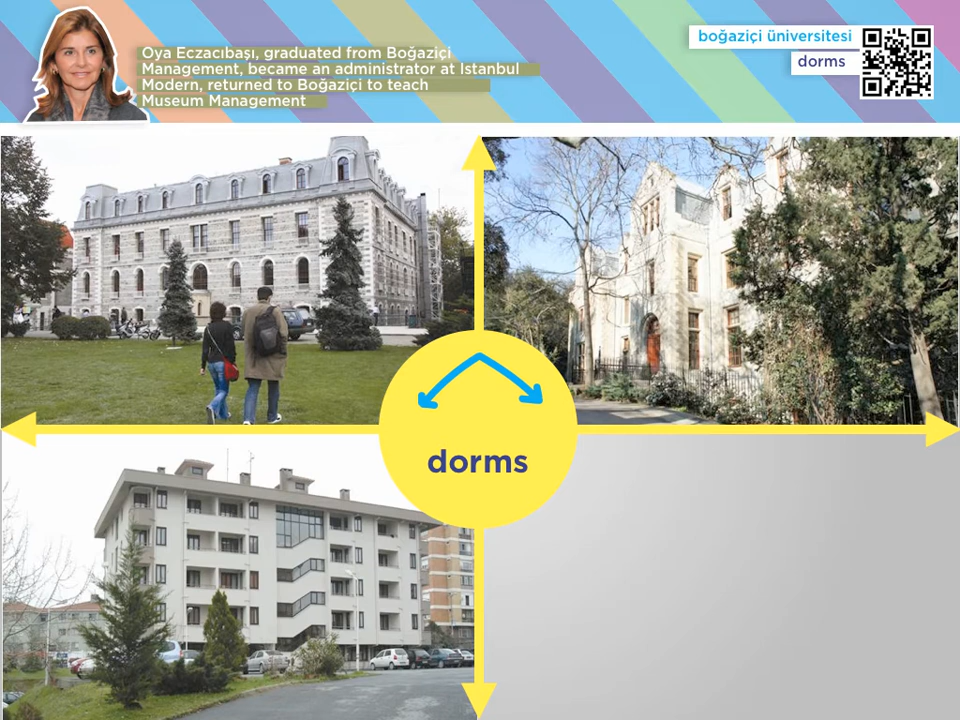 Oya Eczacıbaşı, graduated from Boğaziçi
Management, became an administrator at Istanbul
Modern, returned to Boğaziçi to teach
Museum Management
boğaziçi üniversitesi
dorms
dorms